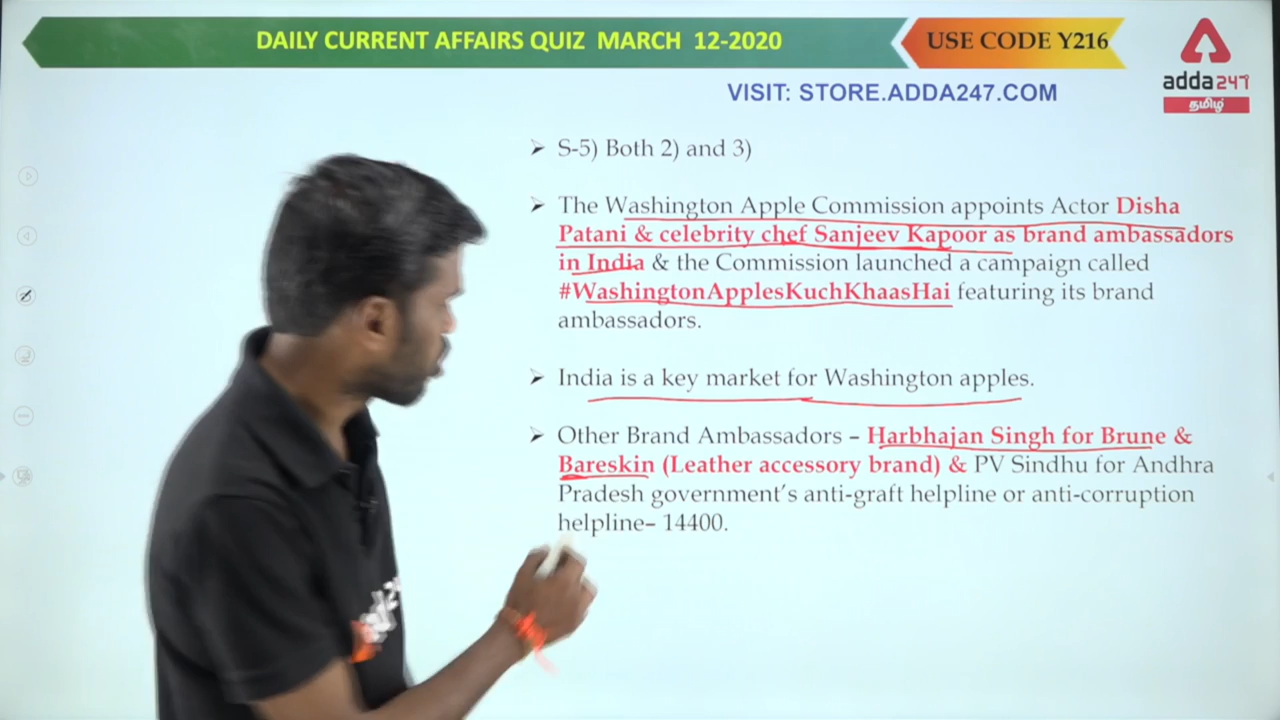 DAILY CURRENT AFFAIRS QUIZ MARCH 12-2020
USE CODE Y216
adda247
தமிழ்
VISIT: STORE.ADDA247.COM
S-5) Both 2) and 3)
The Washington Apple Commission appoints Actor Disha
Patani & celebrity chef Sanjeev Kapoor as brand ambassadors
in India & the Commission launched a campaign called
#WashingtonApplesKuchKhaasHai featuring its brand
ambassadors.
India is a key market for Washington apples.
Other Brand Ambassadors – Harbhajan Singh for Brune &
Bareskin (Leather accessory brand) & PV Sindhu for Andhra
Pradesh government's anti-graft helpline or anti-corruption
helpline– 14400.